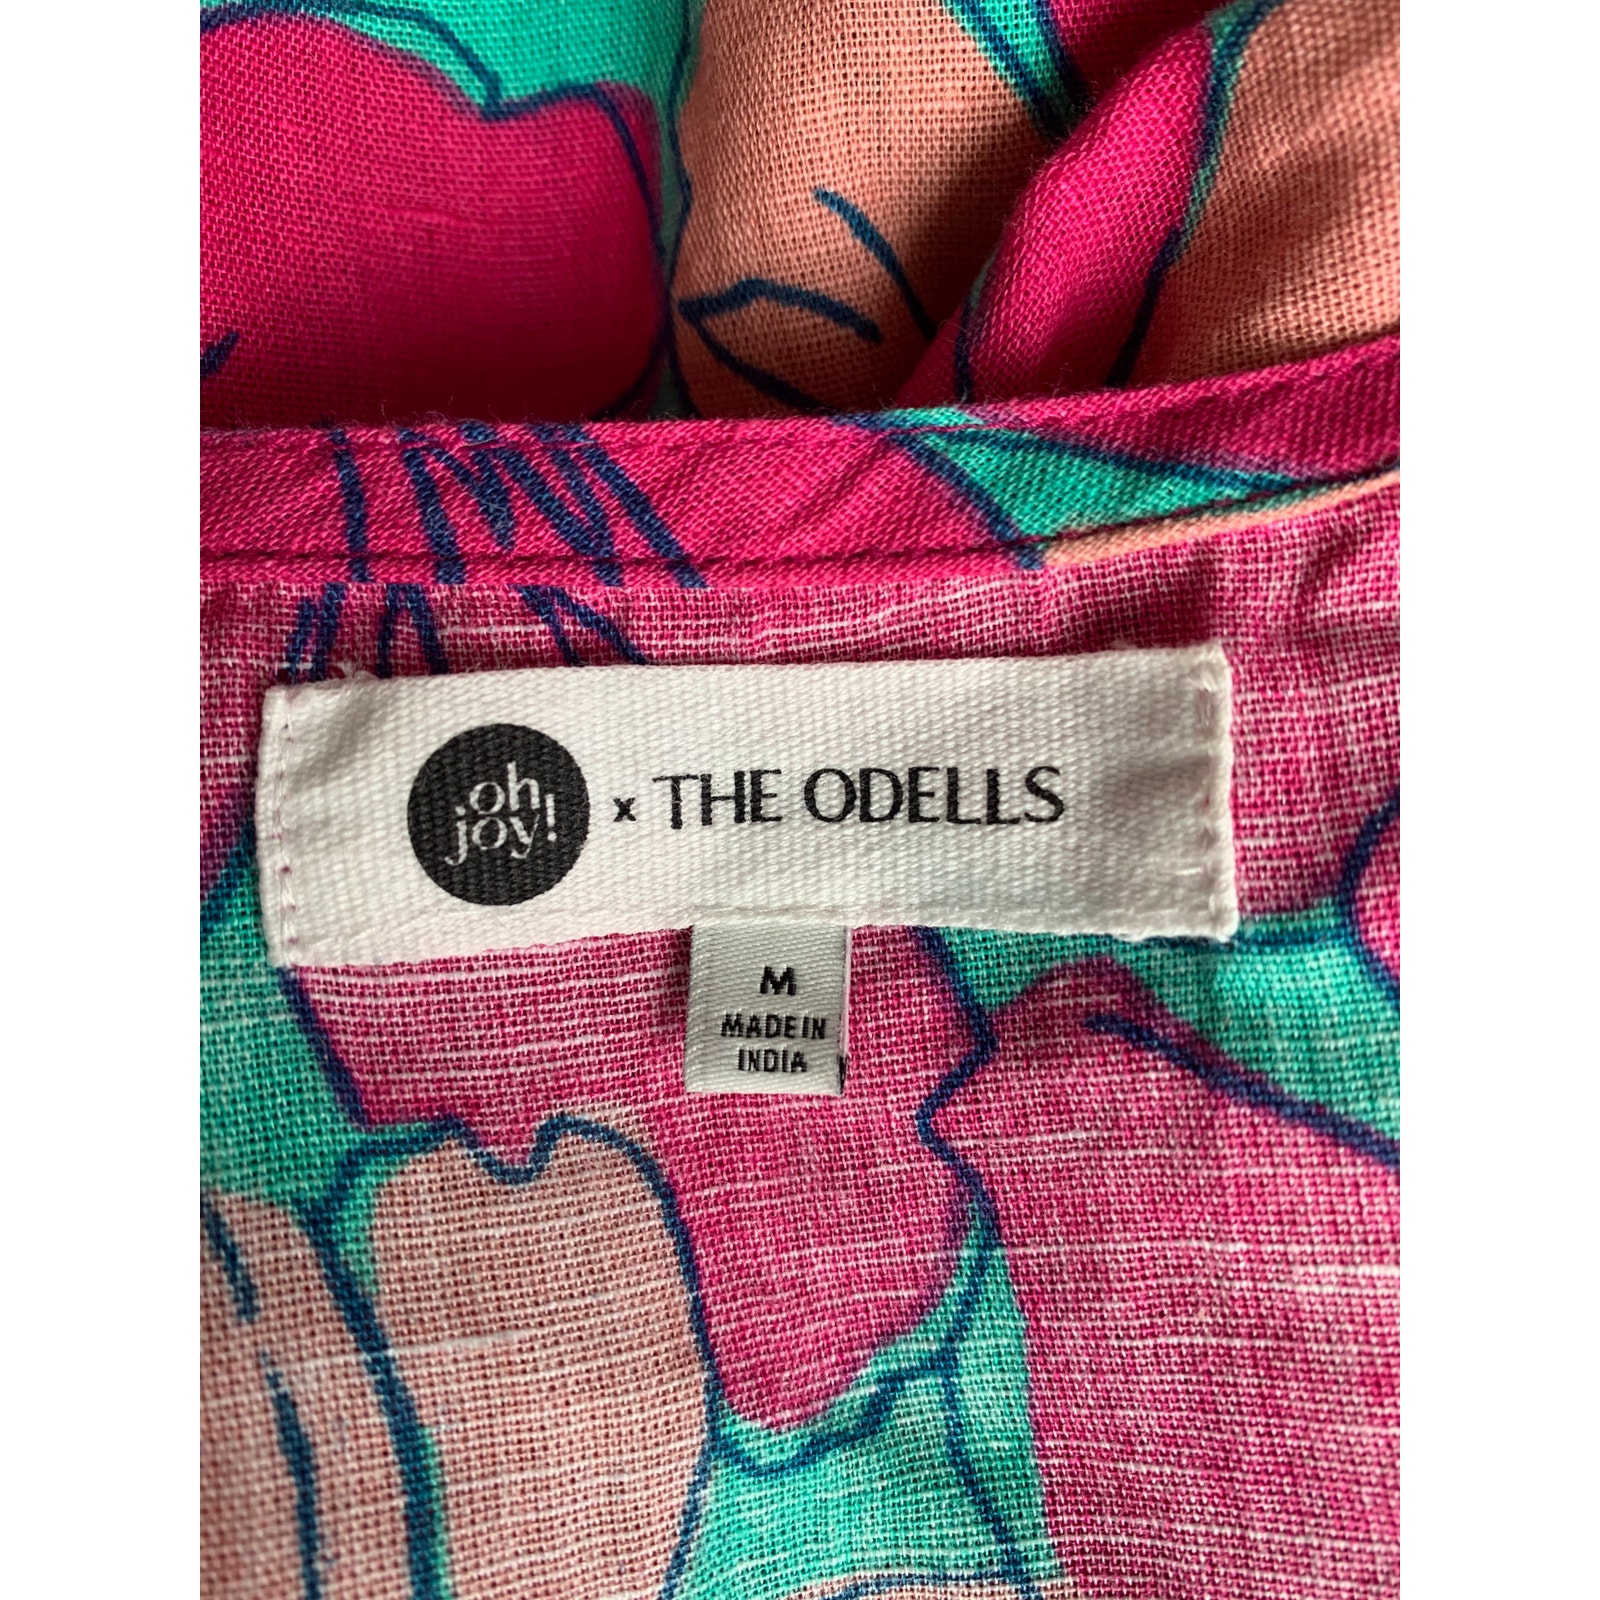 oh
joy!
x THE ODELLS
M
MADE IN
INDIA